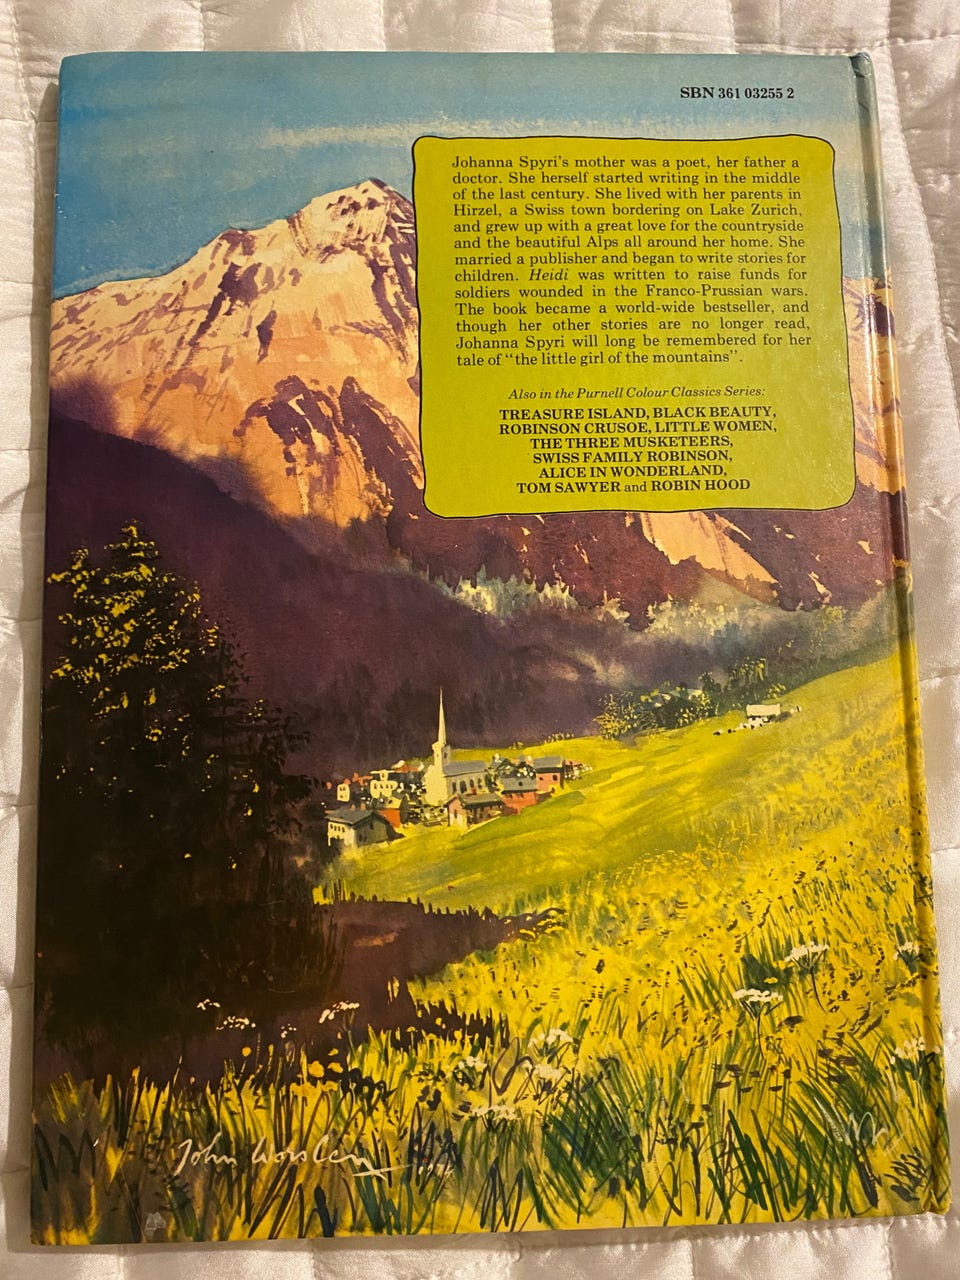 SBN 361 03255 2
Johanna Spyri's mother was a poet, her father a
doctor. She herself started writing in the middle
of the last century. She lived with her parents in
Hirzel, a Swiss town bordering on Lake Zurich,
and grew up with a great love for the countryside
and the beautiful Alps all around her home. She
married a publisher and began to write stories for
children. Heidi was written to raise funds for
soldiers wounded in the Franco-Prussian wars.
The book became a world-wide bestseller, and
though her other stories are no longer read,
Johanna Spyri will long be remembered for her
tale of "the little girl of the mountains".
Also in the Purnell Colour Classics Series:
TREASURE ISLAND, BLACK BEAUTY,
ROBINSON CRUSOE, LITTLE WOMEN,
THE THREE MUSKETEERS,
SWISS FAMILY ROBINSON,
ALICE IN WONDERLAND,
TOM SAWYER and ROBIN HOOD
John